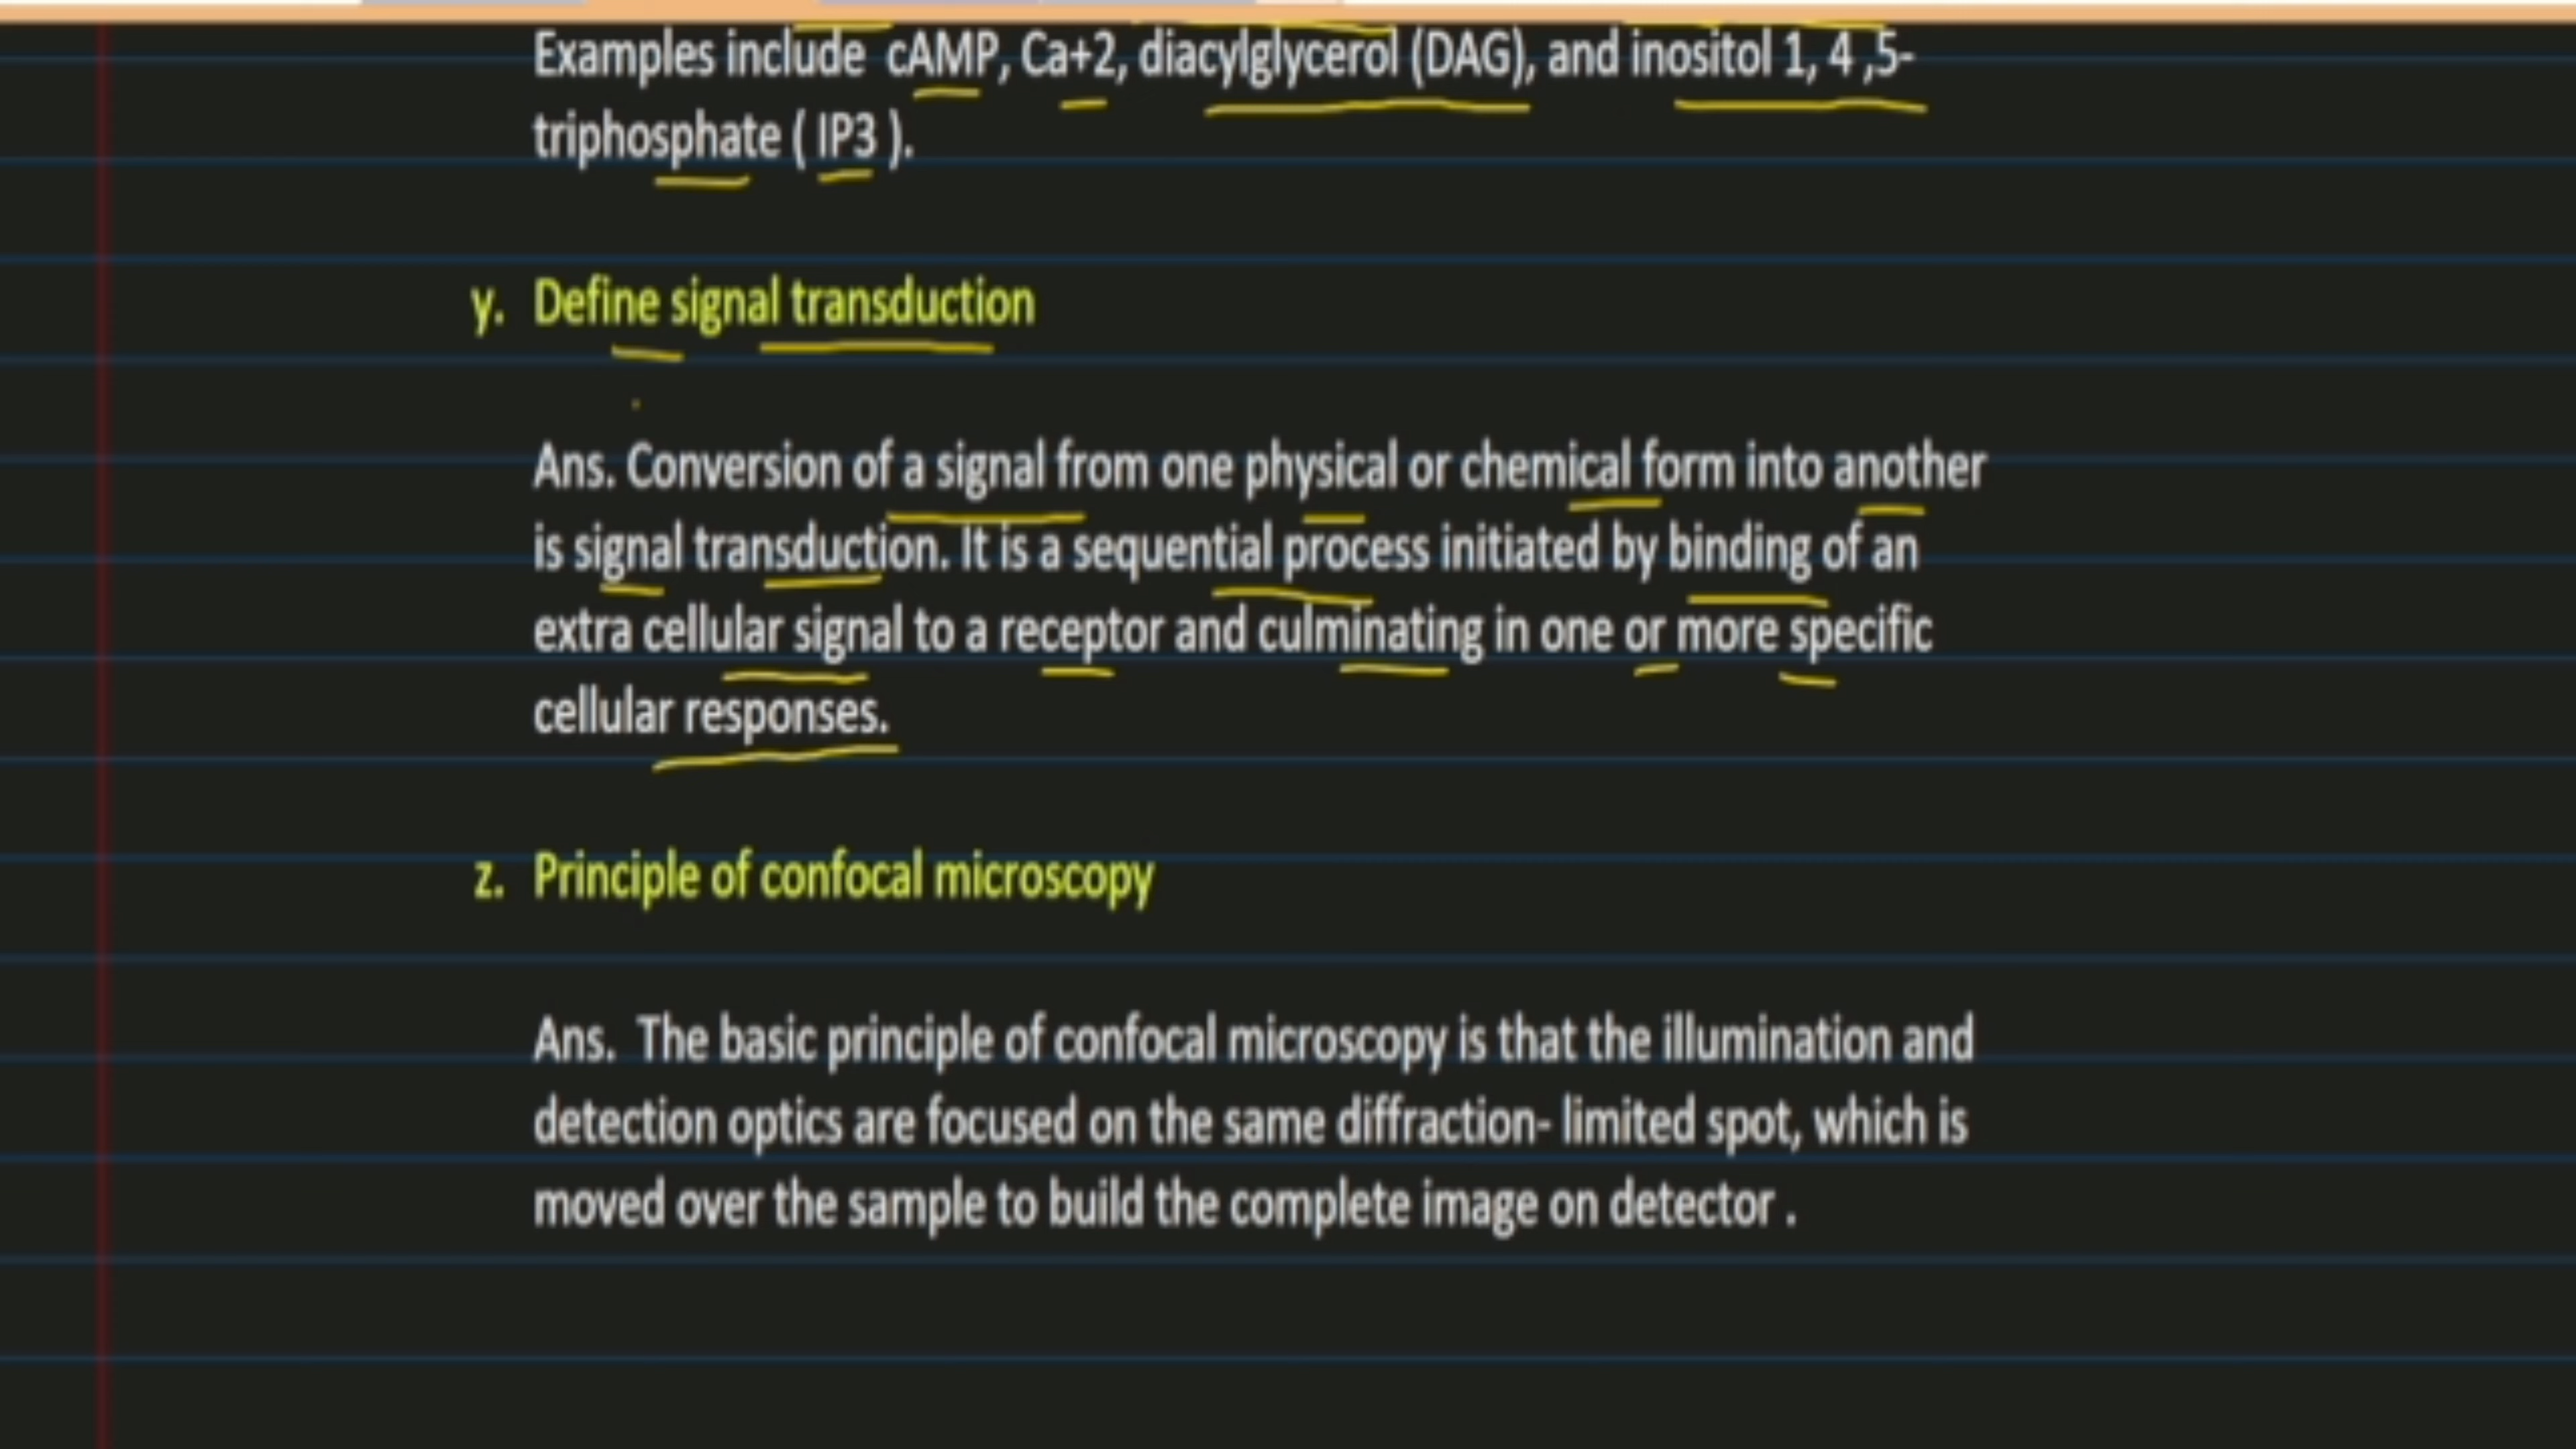 Examples include cAMP, Ca+2, diacylglycerol (DAG), and inositol 1, 4 ,5-
triphosphate ( IP3 ).
y. Define signal transduction
Ans. Conversion of a signal from one physical or chemical form into another
is signal transduction. It is a sequential process initiated by binding of an
extra cellular signal to a receptor and culminating in one or more specific
cellular responses.
z. Principle of confocal microscopy
Ans. The basic principle of confocal microscopy is that the illumination and
detection optics are focused on the same diffraction- limited spot, which is
moved over the sample to build the complete image on detector .